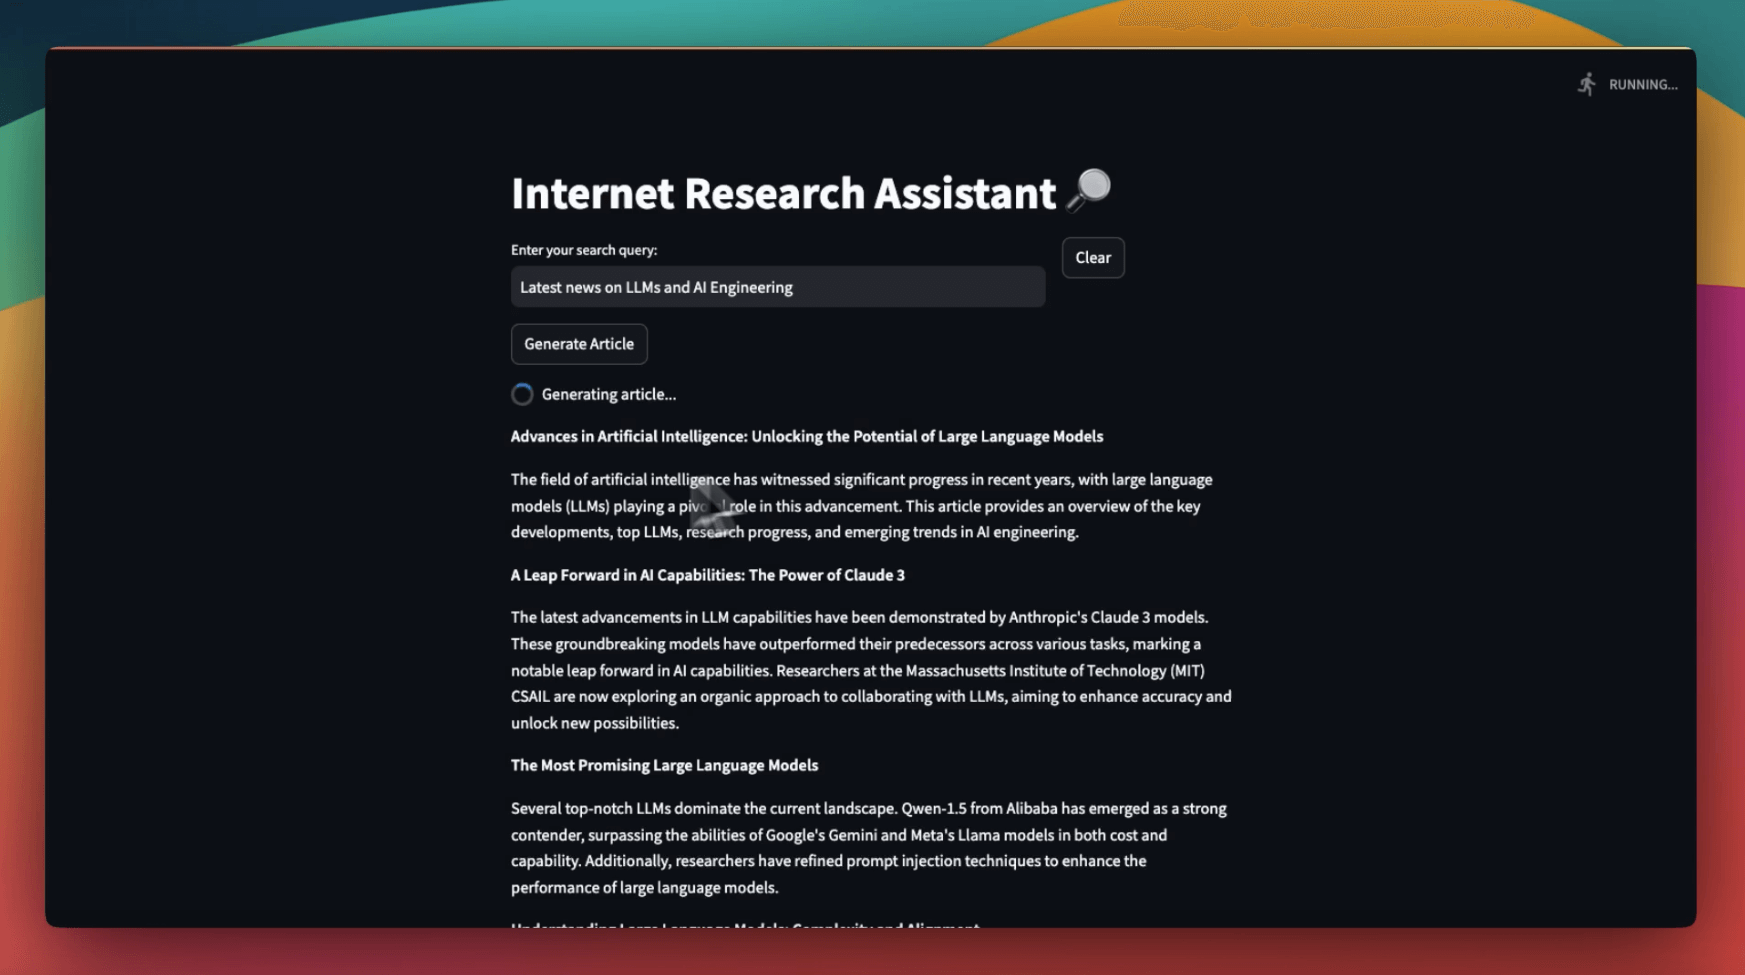 RUNNING...
Internet Research Assistant
Enter your search query:
Clear
Latest news on LLMs and AI Engineering
Generate Article
Generating article...
Advances in Artificial Intelligence: Unlocking the Potential of Large Language Models
The field of artificial intelligence has witnessed significant progress in recent years, with large language
models (LLMs) playing a pivotal role in this advancement. This article provides an overview of the key
developments, top LLMs, research progress, and emerging trends in AI engineering.
A Leap Forward in AI Capabilities: The Power of Claude 3
The latest advancements in LLM capabilities have been demonstrated by Anthropic's Claude 3 models.
These groundbreaking models have outperformed their predecessors across various tasks, marking a
notable leap forward in AI capabilities. Researchers at the Massachusetts Institute of Technology (MIT)
CSAIL are now exploring an organic approach to collaborating with LLMs, aiming to enhance accuracy and
unlock new possibilities.
The Most Promising Large Language Models
Several top-notch LLMs dominate the current landscape. Qwen-1.5 from Alibaba has emerged as a strong
contender, surpassing the abilities of Google's Gemini and Meta's Llama models in both cost and
capability. Additionally, researchers have refined prompt injection techniques to enhance the
performance of large language models.
Understanding Large Language Models: Complexity and Alignment